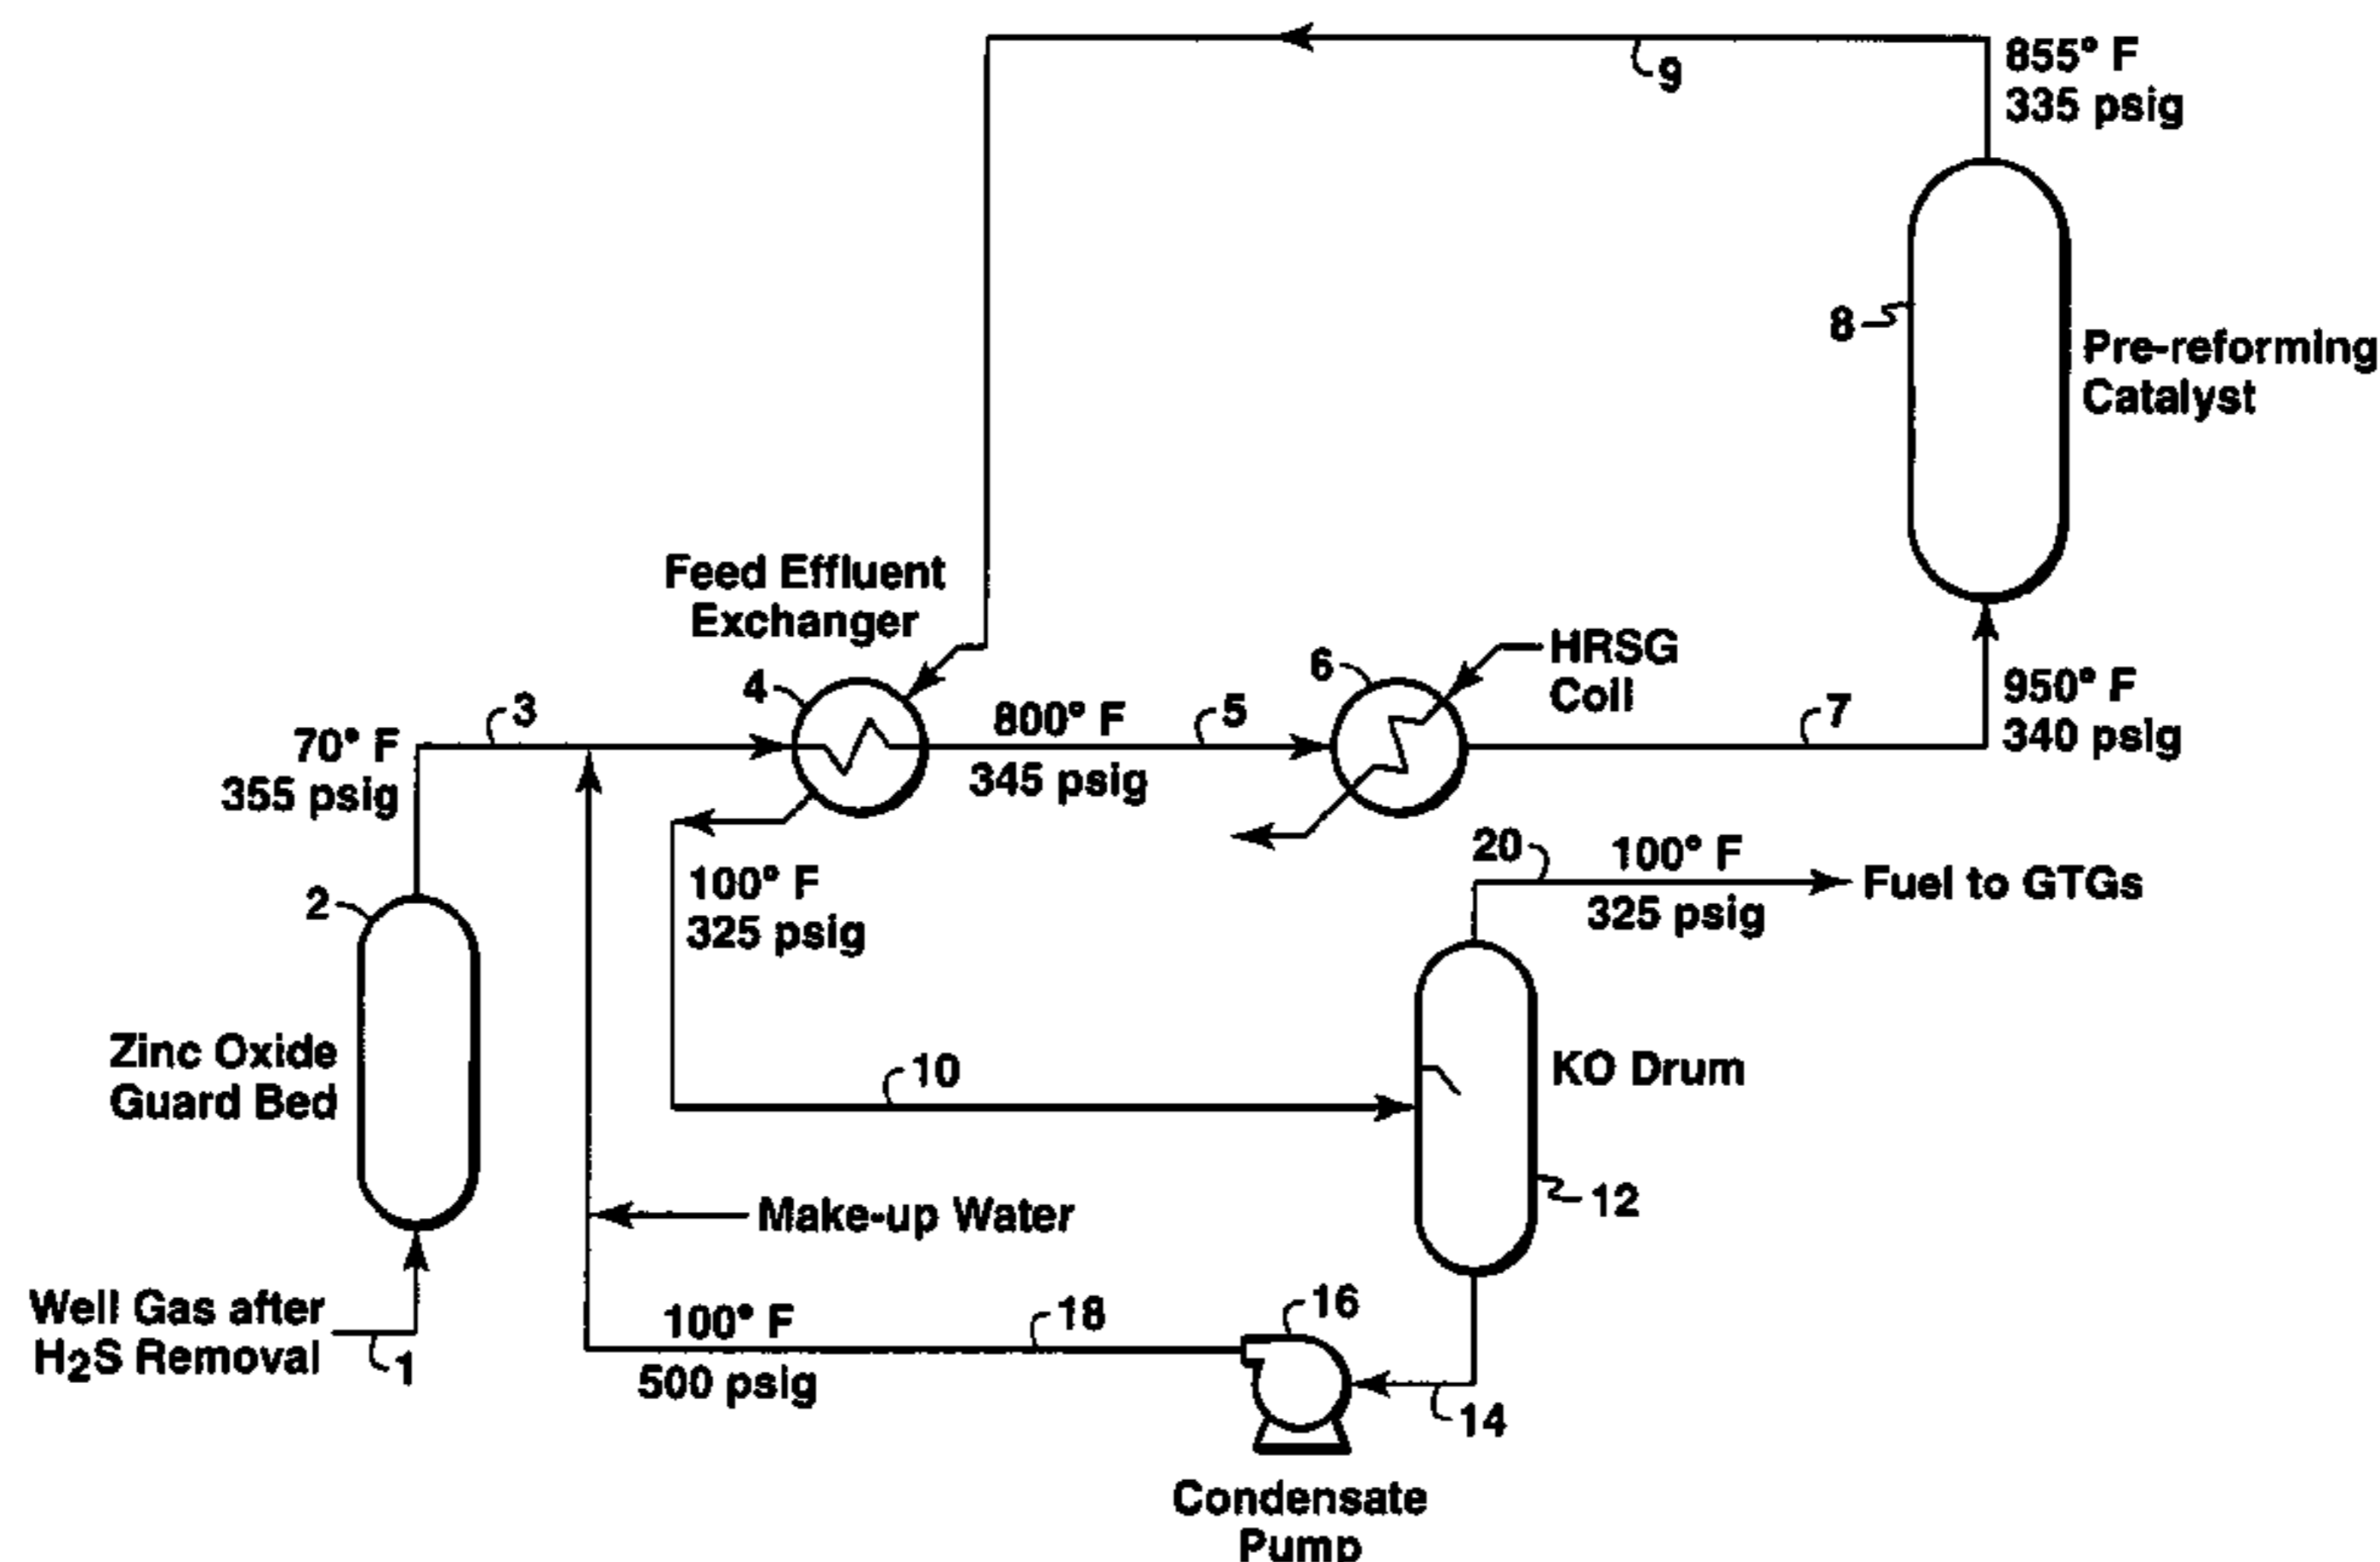 855° F
335 psig
9
8
Pre-reforming
Catalyst
Feed Effluent
Exchanger
4
6
HRSG
Coil
950° F
340 psig
7
70° F
355 psig
3
800° F
345 psig
5
2
100° F
325 psig
20
100° F
325 psig
Fuel to GTGs
Zinc Oxide
Guard Bed
10
KO Drum
12
Make-up Water
Well Gas after
H2S Removal
1
100° F
500 psig
18
16
14
Condensate
Pump